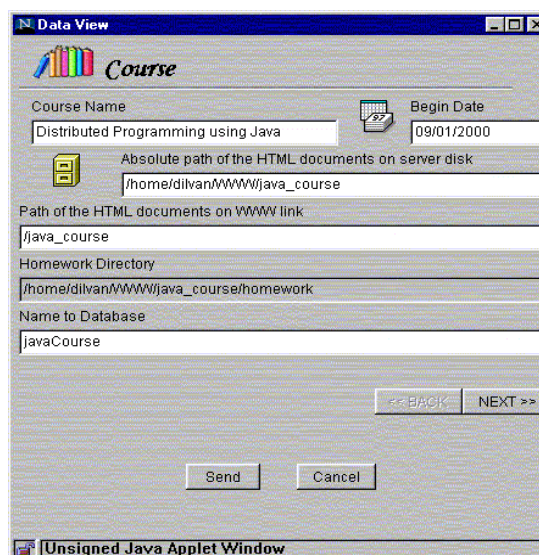 Data View
Course
Course Name
Begin Date
Distributed Programming using Java
09/01/2000
Absolute path of the HTML documents on server disk
/home/dilvan/WWW/java_course
Path of the HTML documents on WWW link
/java_course
Homework Directory
/home/dilvan/WWW/java_course/homework
Name to Database
javaCourse
<< BACK
NEXT >>
Send
Cancel
Unsigned Java Applet Window